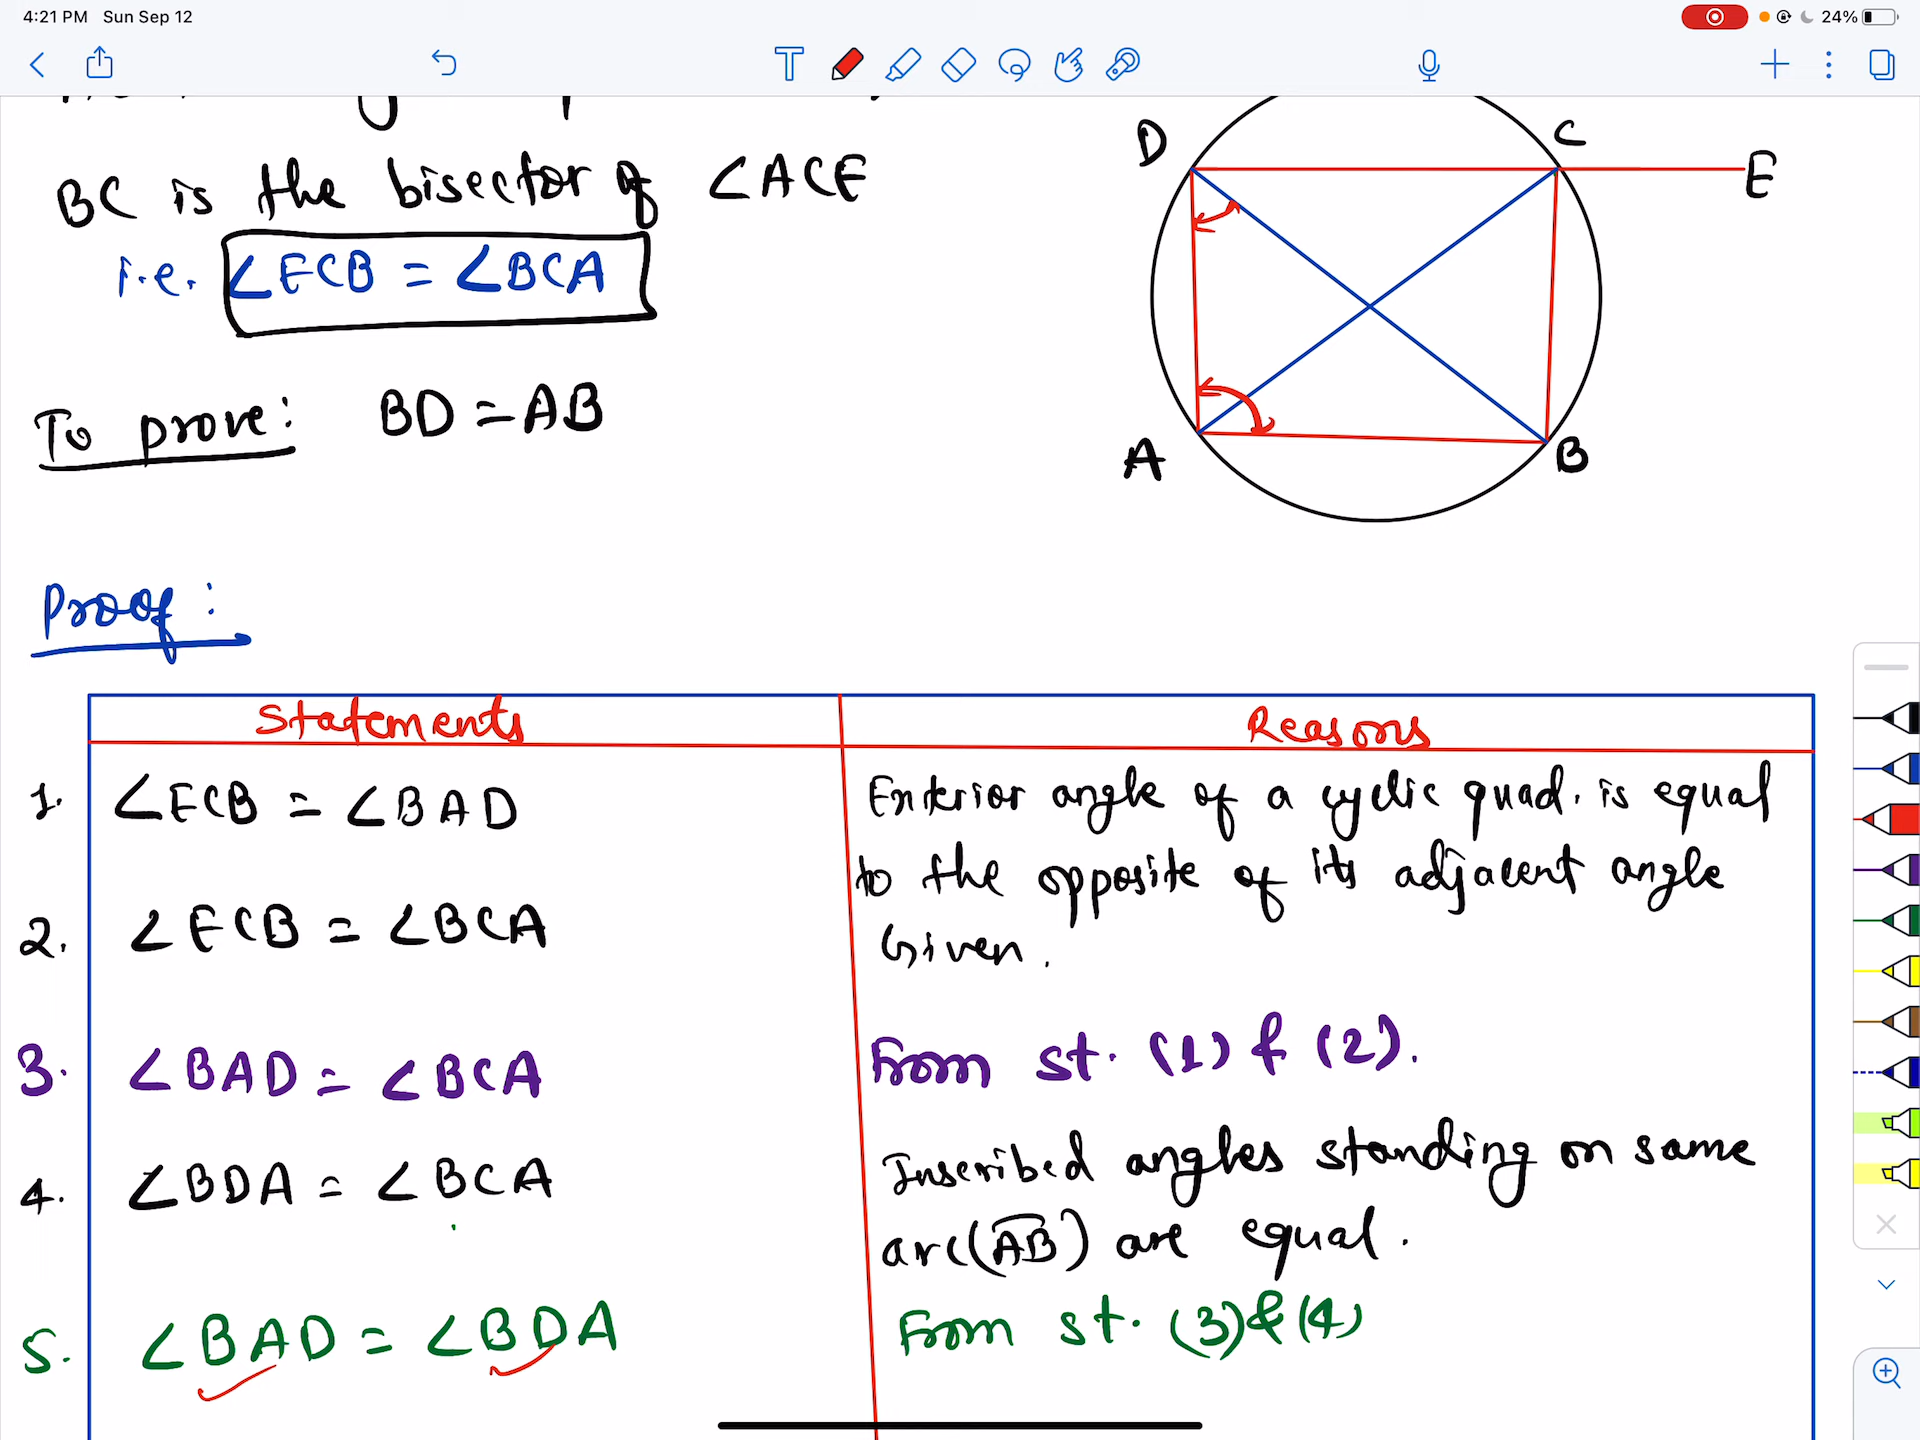 4:21 PM Sun Sep 12
24%
BC is the bisector of ∠ACE
i.e. ∠ECB = ∠BCA
To prove: BD = AB
D
C
E
A
B
Proof:
Statements
Reasons
1. ∠ECB = ∠BAD
Exterior angle of a cyclic quad. is equal
to the opposite of its adjacent angle
2. ∠ECB = ∠BCA
Given.
3. ∠BAD = ∠BCA
From st. (1) & (2).
4. ∠BDA = ∠BCA
Inscribed angles standing on same
arc(AB) are equal.
5. ∠BAD = ∠BDA
From st. (3) & (4)